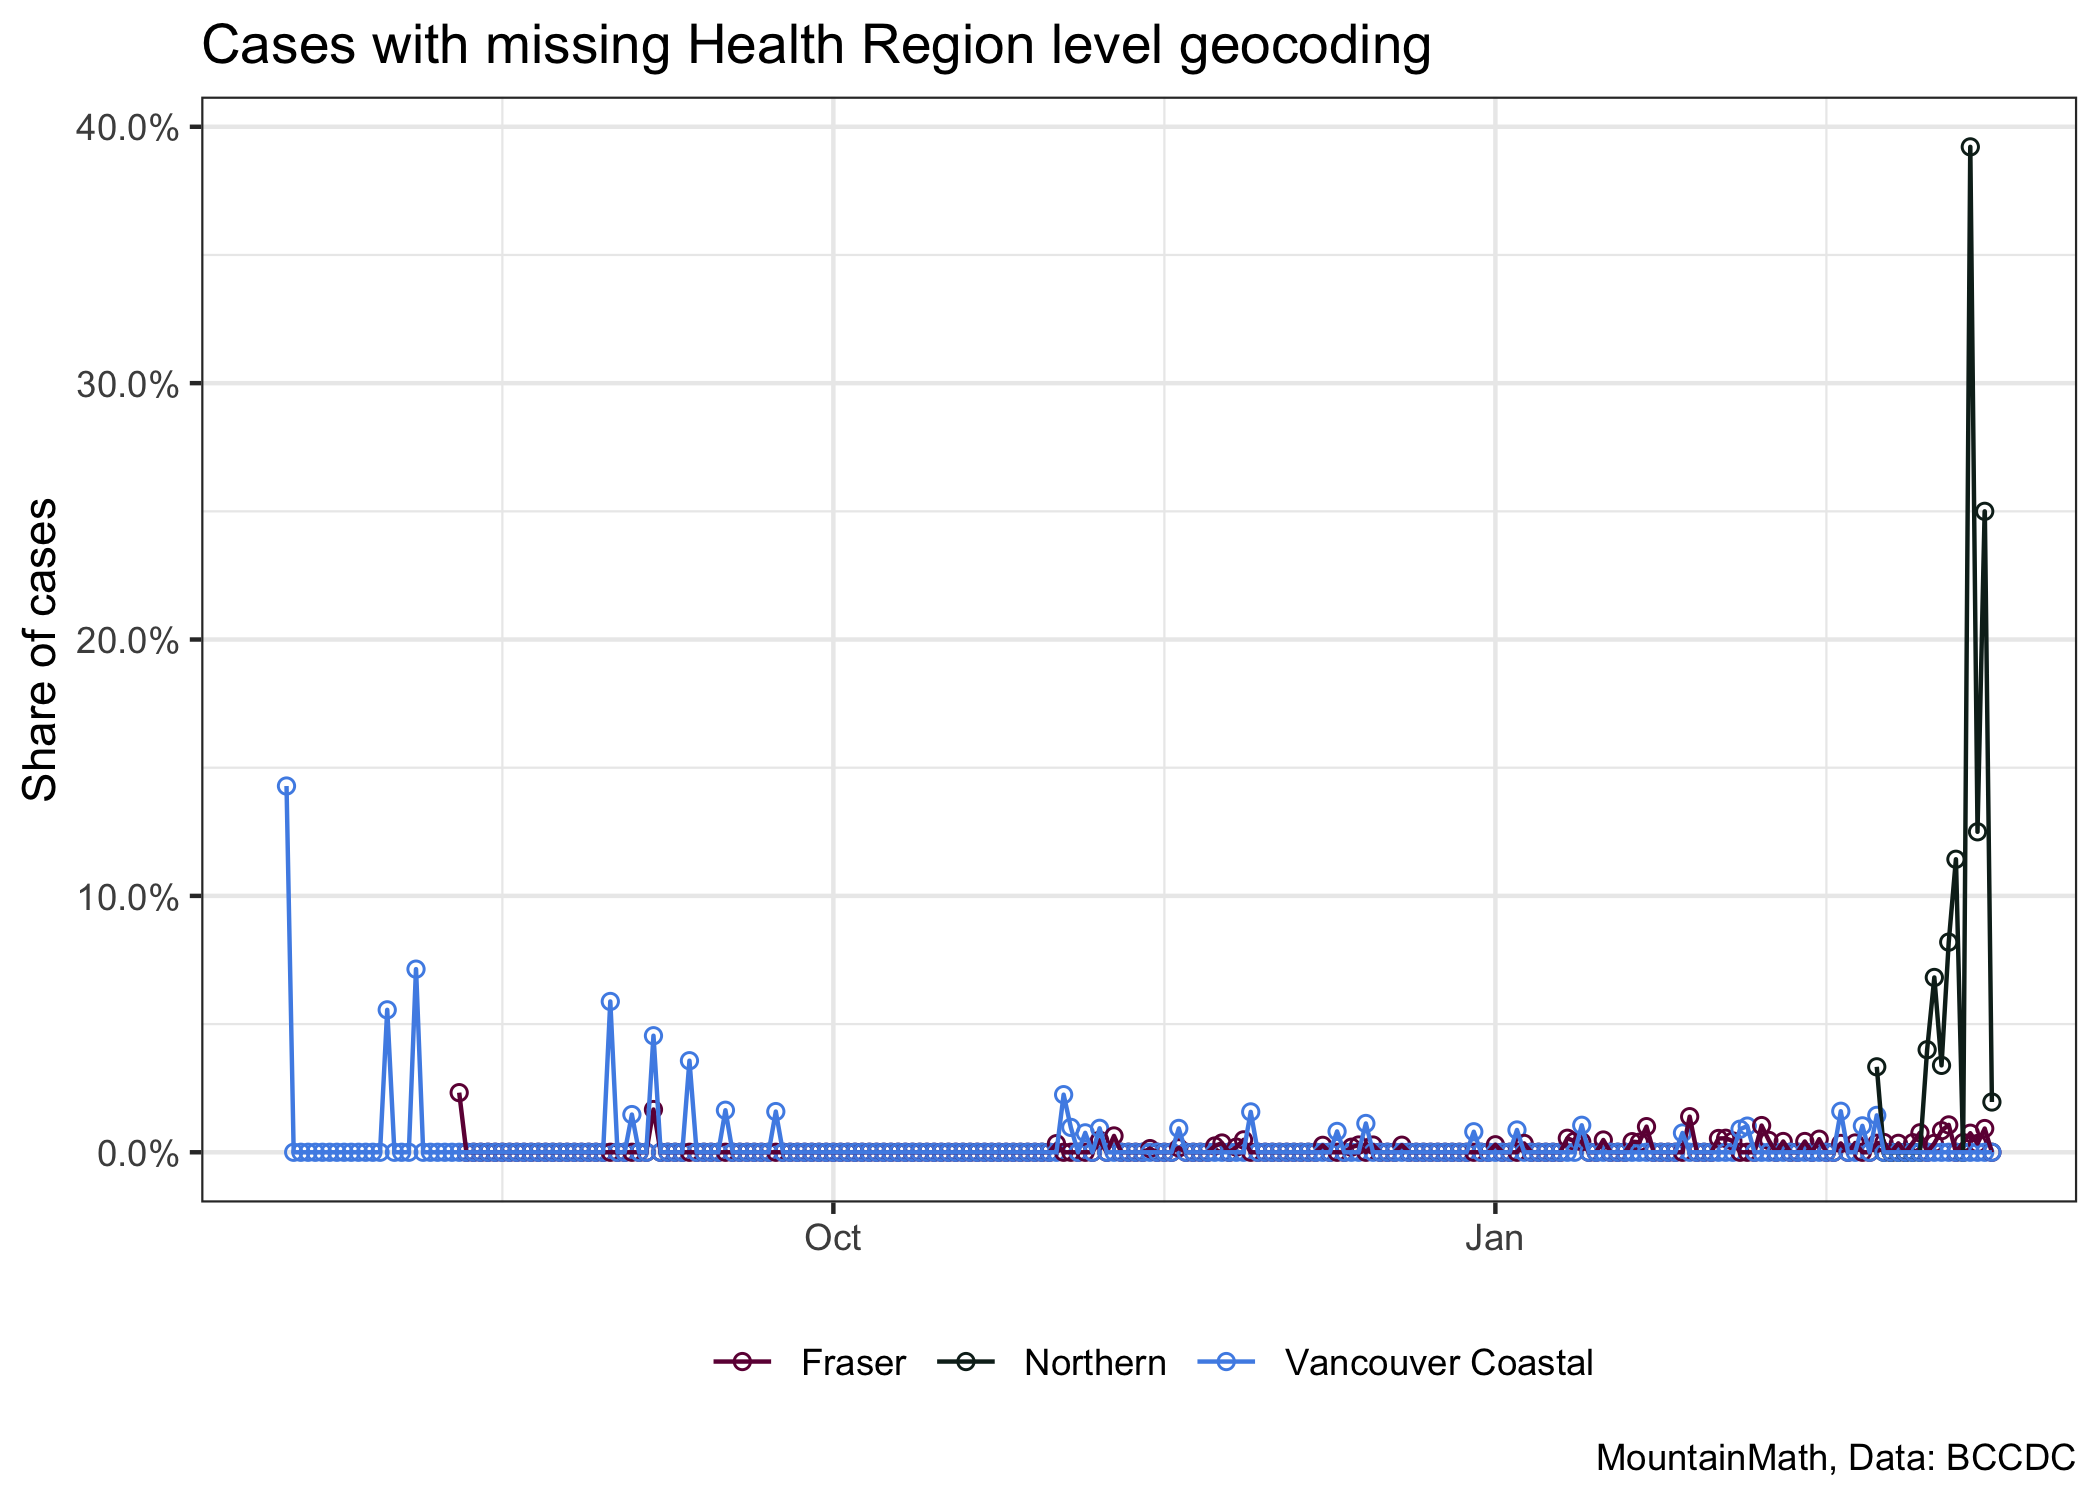 Cases with missing Health Region level geocoding
Share of cases
40.0%
30.0%
20.0%
10.0%
0.0%
Oct
Jan
Fraser
Northern
Vancouver Coastal
MountainMath, Data: BCCDC